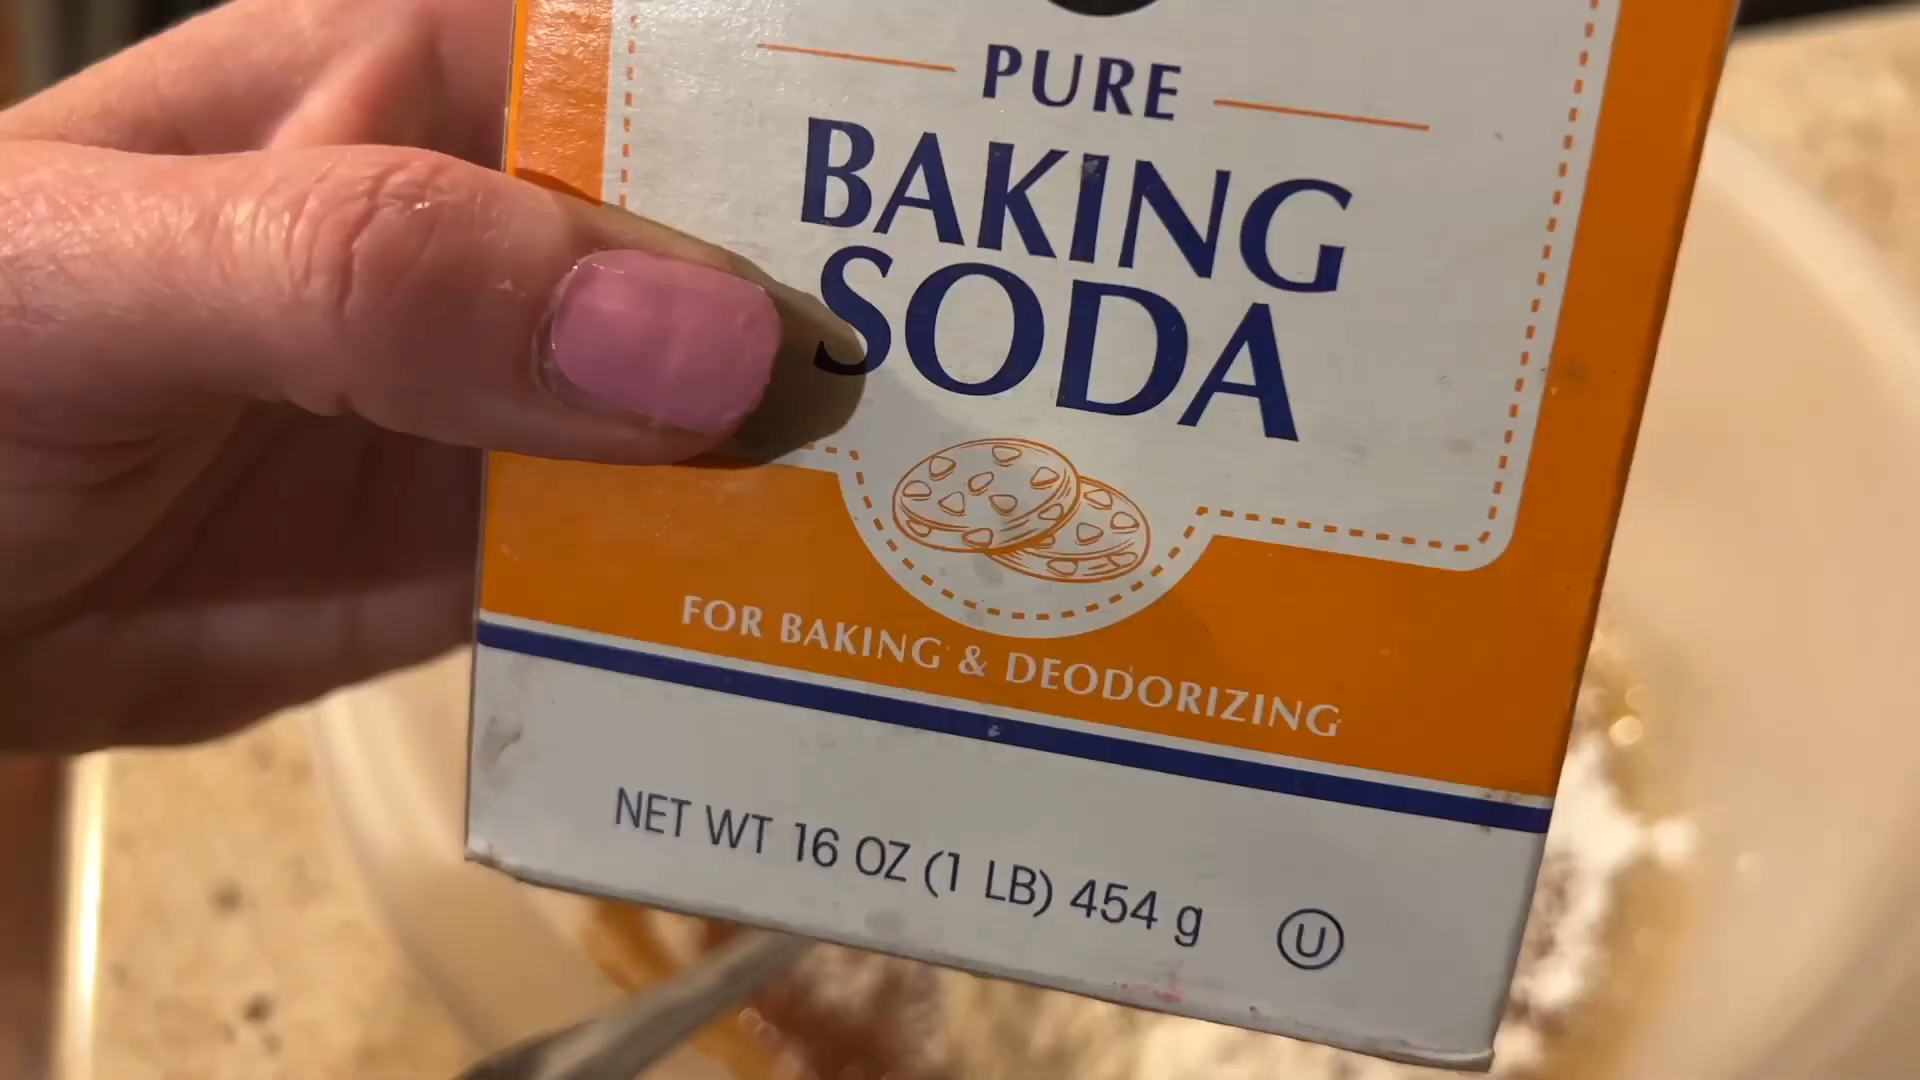 PURE
BAKING
SODA
FOR BAKING & DEODORIZING
NET WT 16 OZ (1 LB) 454 g
U